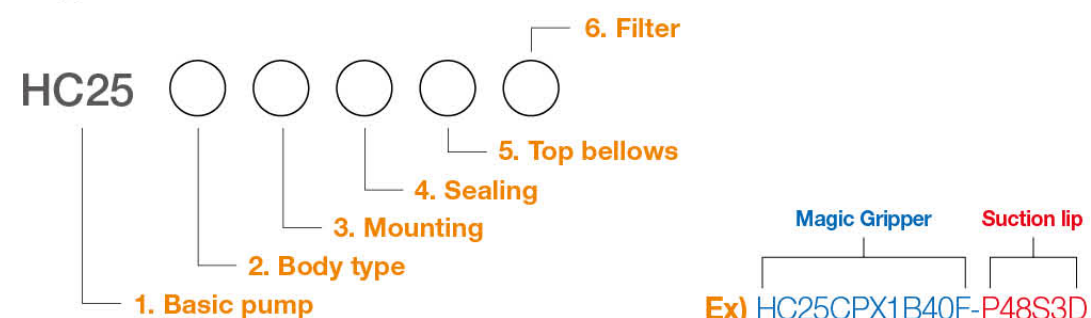 6. Filter
HC25
5. Top bellows
4. Sealing
3. Mounting
2. Body type
1. Basic pump
Magic Gripper Suction lip
Ex) HC25CPX1B40F-P48S3D